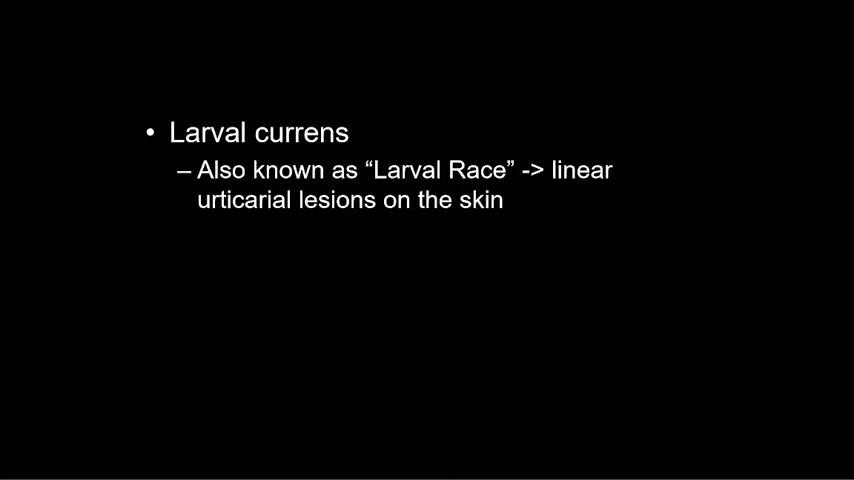 • Larval currens
– Also known as “Larval Race” -> linear
urticarial lesions on the skin